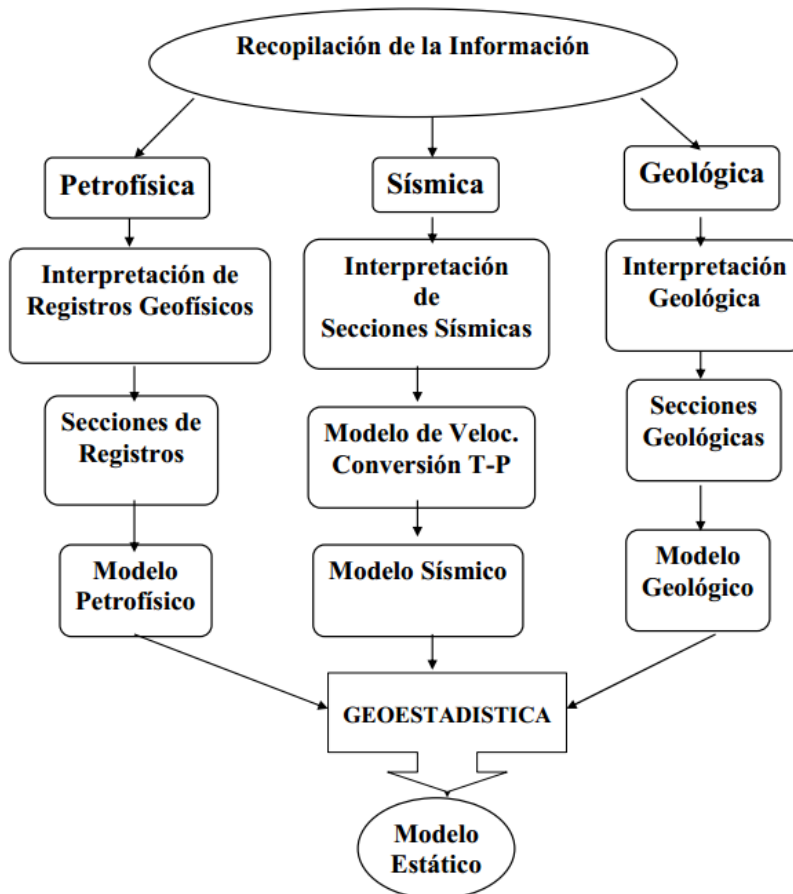 Recopilación de la Información
Petrofísica
Sísmica
Geológica
Interpretación de
Registros Geofísicos
Interpretación
de
Secciones Sísmicas
Interpretación
Geológica
Secciones de
Registros
Modelo de Veloc.
Conversión T-P
Secciones
Geológicas
Modelo
Petrofísico
Modelo Sísmico
Modelo
Geológico
GEOESTADISTICA
Modelo
Estático